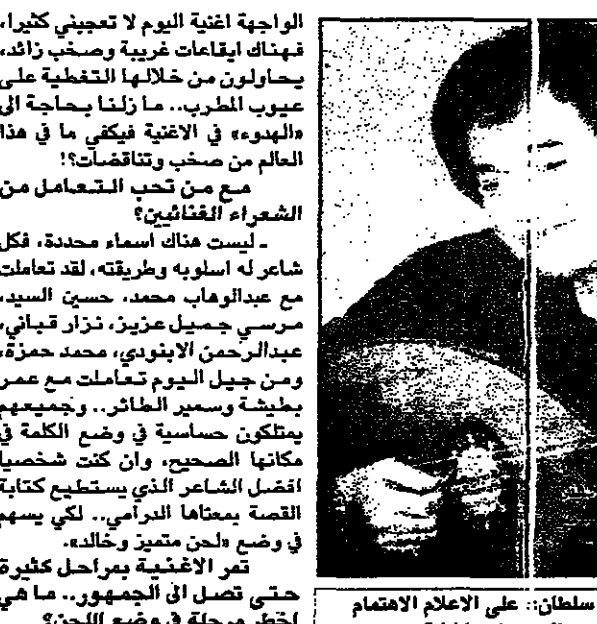 الواجهة اغنية اليوم لا تعجبني كثيرا،
فهناك ايقاعات غريبة وصخب زائد،
يحاولون من خلالها التغطية على
عيوب المطرب.. ما زلنا بحاجة الى
«الهدوء» في الاغنية فيكفي ما في هذا
العالم من صخب وتناقضات؟!
مع من تحب التعامل من
الشعراء الغنائيين؟
ـ ليست هناك اسماء محددة، فكل
شاعر له اسلوبه وطريقته، لقد تعاملت
مع عبدالوهاب محمد، حسين السيد،
مرسي جميل عزيز، نزار قباني،
عبدالرحمن الابنودي، محمد حمزة،
ومن جيل اليوم تعاملت مع عمر
بطيشة وسمير الطائر.. وجميعهم
يمتلكون حساسية في وضع الكلمة في
مكانها الصحيح، وان كنت شخصيا
افضل الشاعر الذي يستطيع كتابة
القصة بمعناها الدرامي.. لكي يسهم
في وضع «لحن متميز وخالد».
تمر الاغنية بمراحل كثيرة
حتى تصل الى الجمهور.. ما هي
اخطر مرحلة في وضع اللحن؟
سلطان:: على الاعلام الاهتمام